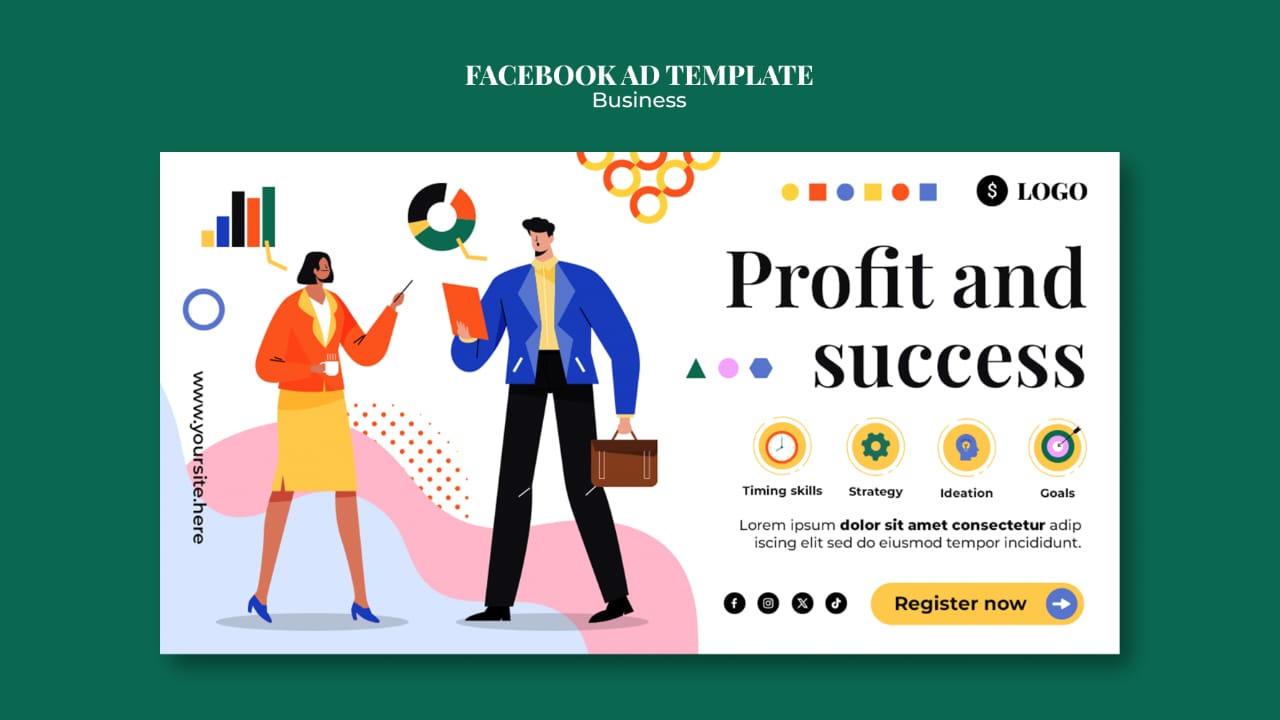 FACEBOOK AD TEMPLATE
Business
$ LOGO
Profit and
success
www.yoursite.here
Timing skills
Strategy
Ideation
Goals
Lorem ipsum dolor sit amet consectetur adip
iscing elit sed do eiusmod tempor incididunt.
Register now